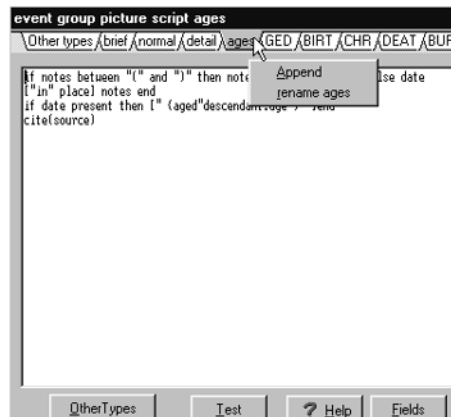 event group picture script ages
Other types brief normal detail ages GED BIRT CHR DEAT BUR
if notes between "(" and ")" then note lse date
["in" place] notes end
if date present then [" (aged"descendant.age") "]end
cite(source)
Append
rename ages
OtherTypes Test ? Help Fields